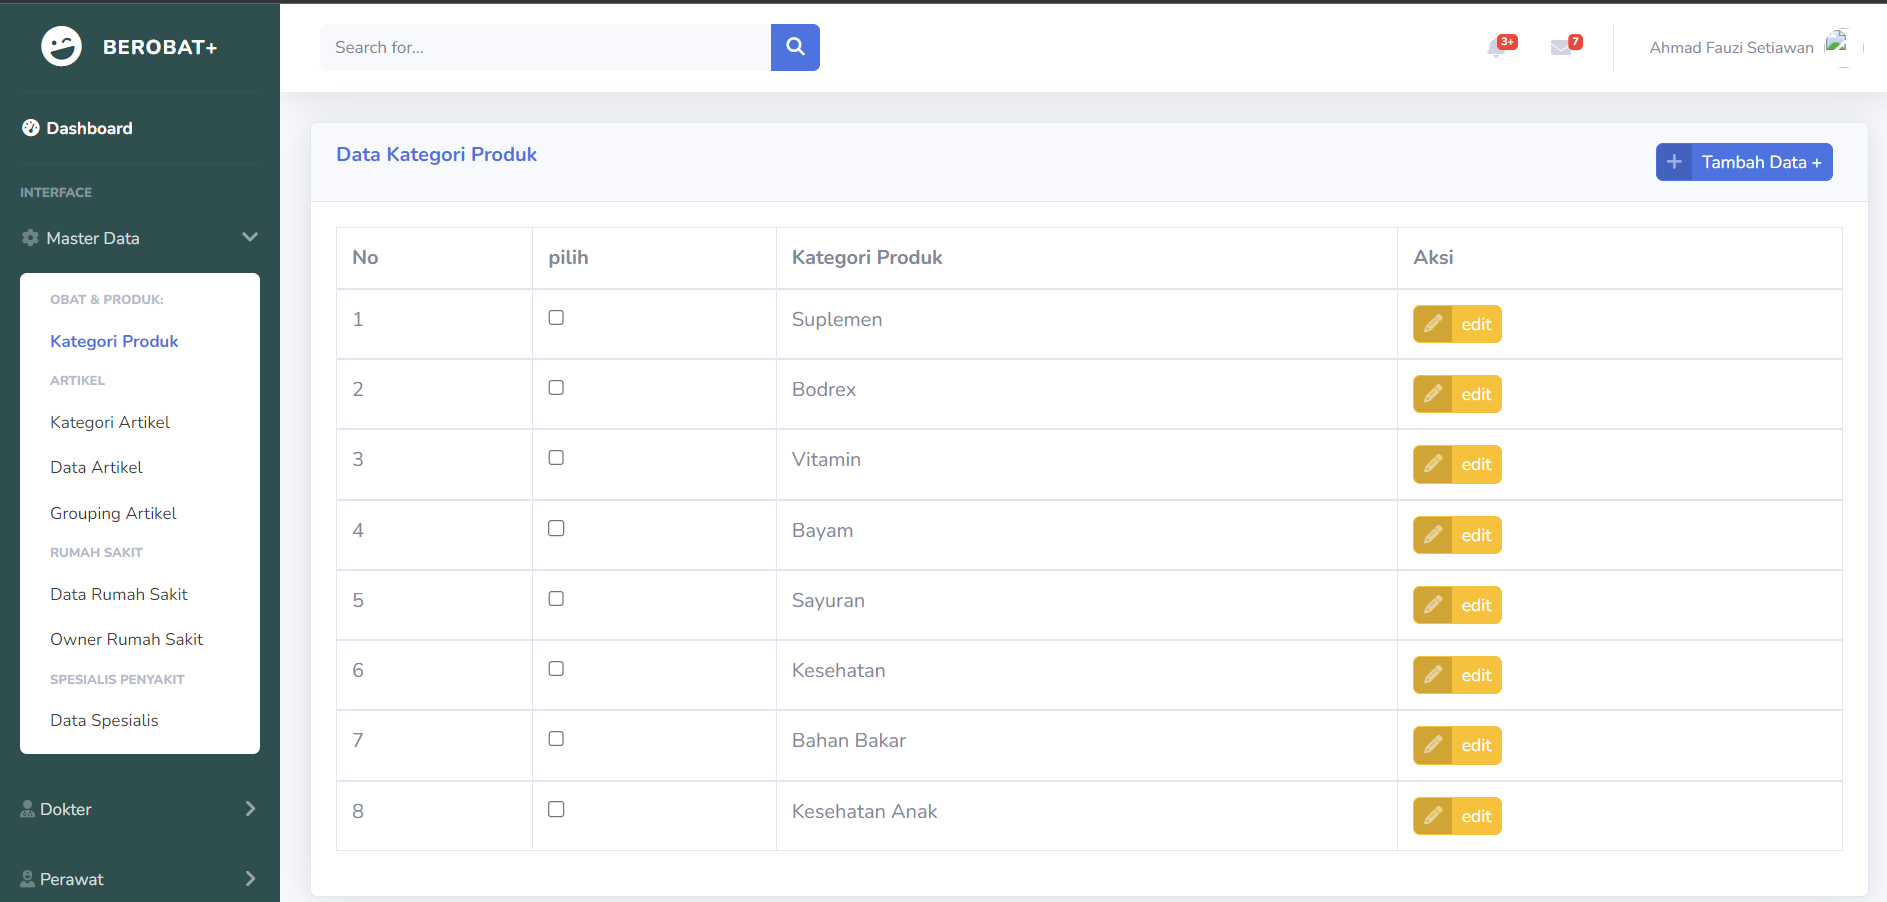 BEROBAT+
Search for...
3+
7
Ahmad Fauzi Setiawan
Dashboard
INTERFACE
Master Data
OBAT & PRODUK:
Kategori Produk
ARTIKEL
Kategori Artikel
Data Artikel
Grouping Artikel
RUMAH SAKIT
Data Rumah Sakit
Owner Rumah Sakit
SPESIALIS PENYAKIT
Data Spesialis
Dokter
Perawat
Data Kategori Produk
Tambah Data +
No pilih Kategori Produk Aksi
1 Suplemen edit
2 Bodrex edit
3 Vitamin edit
4 Bayam edit
5 Sayuran edit
6 Kesehatan edit
7 Bahan Bakar edit
8 Kesehatan Anak edit